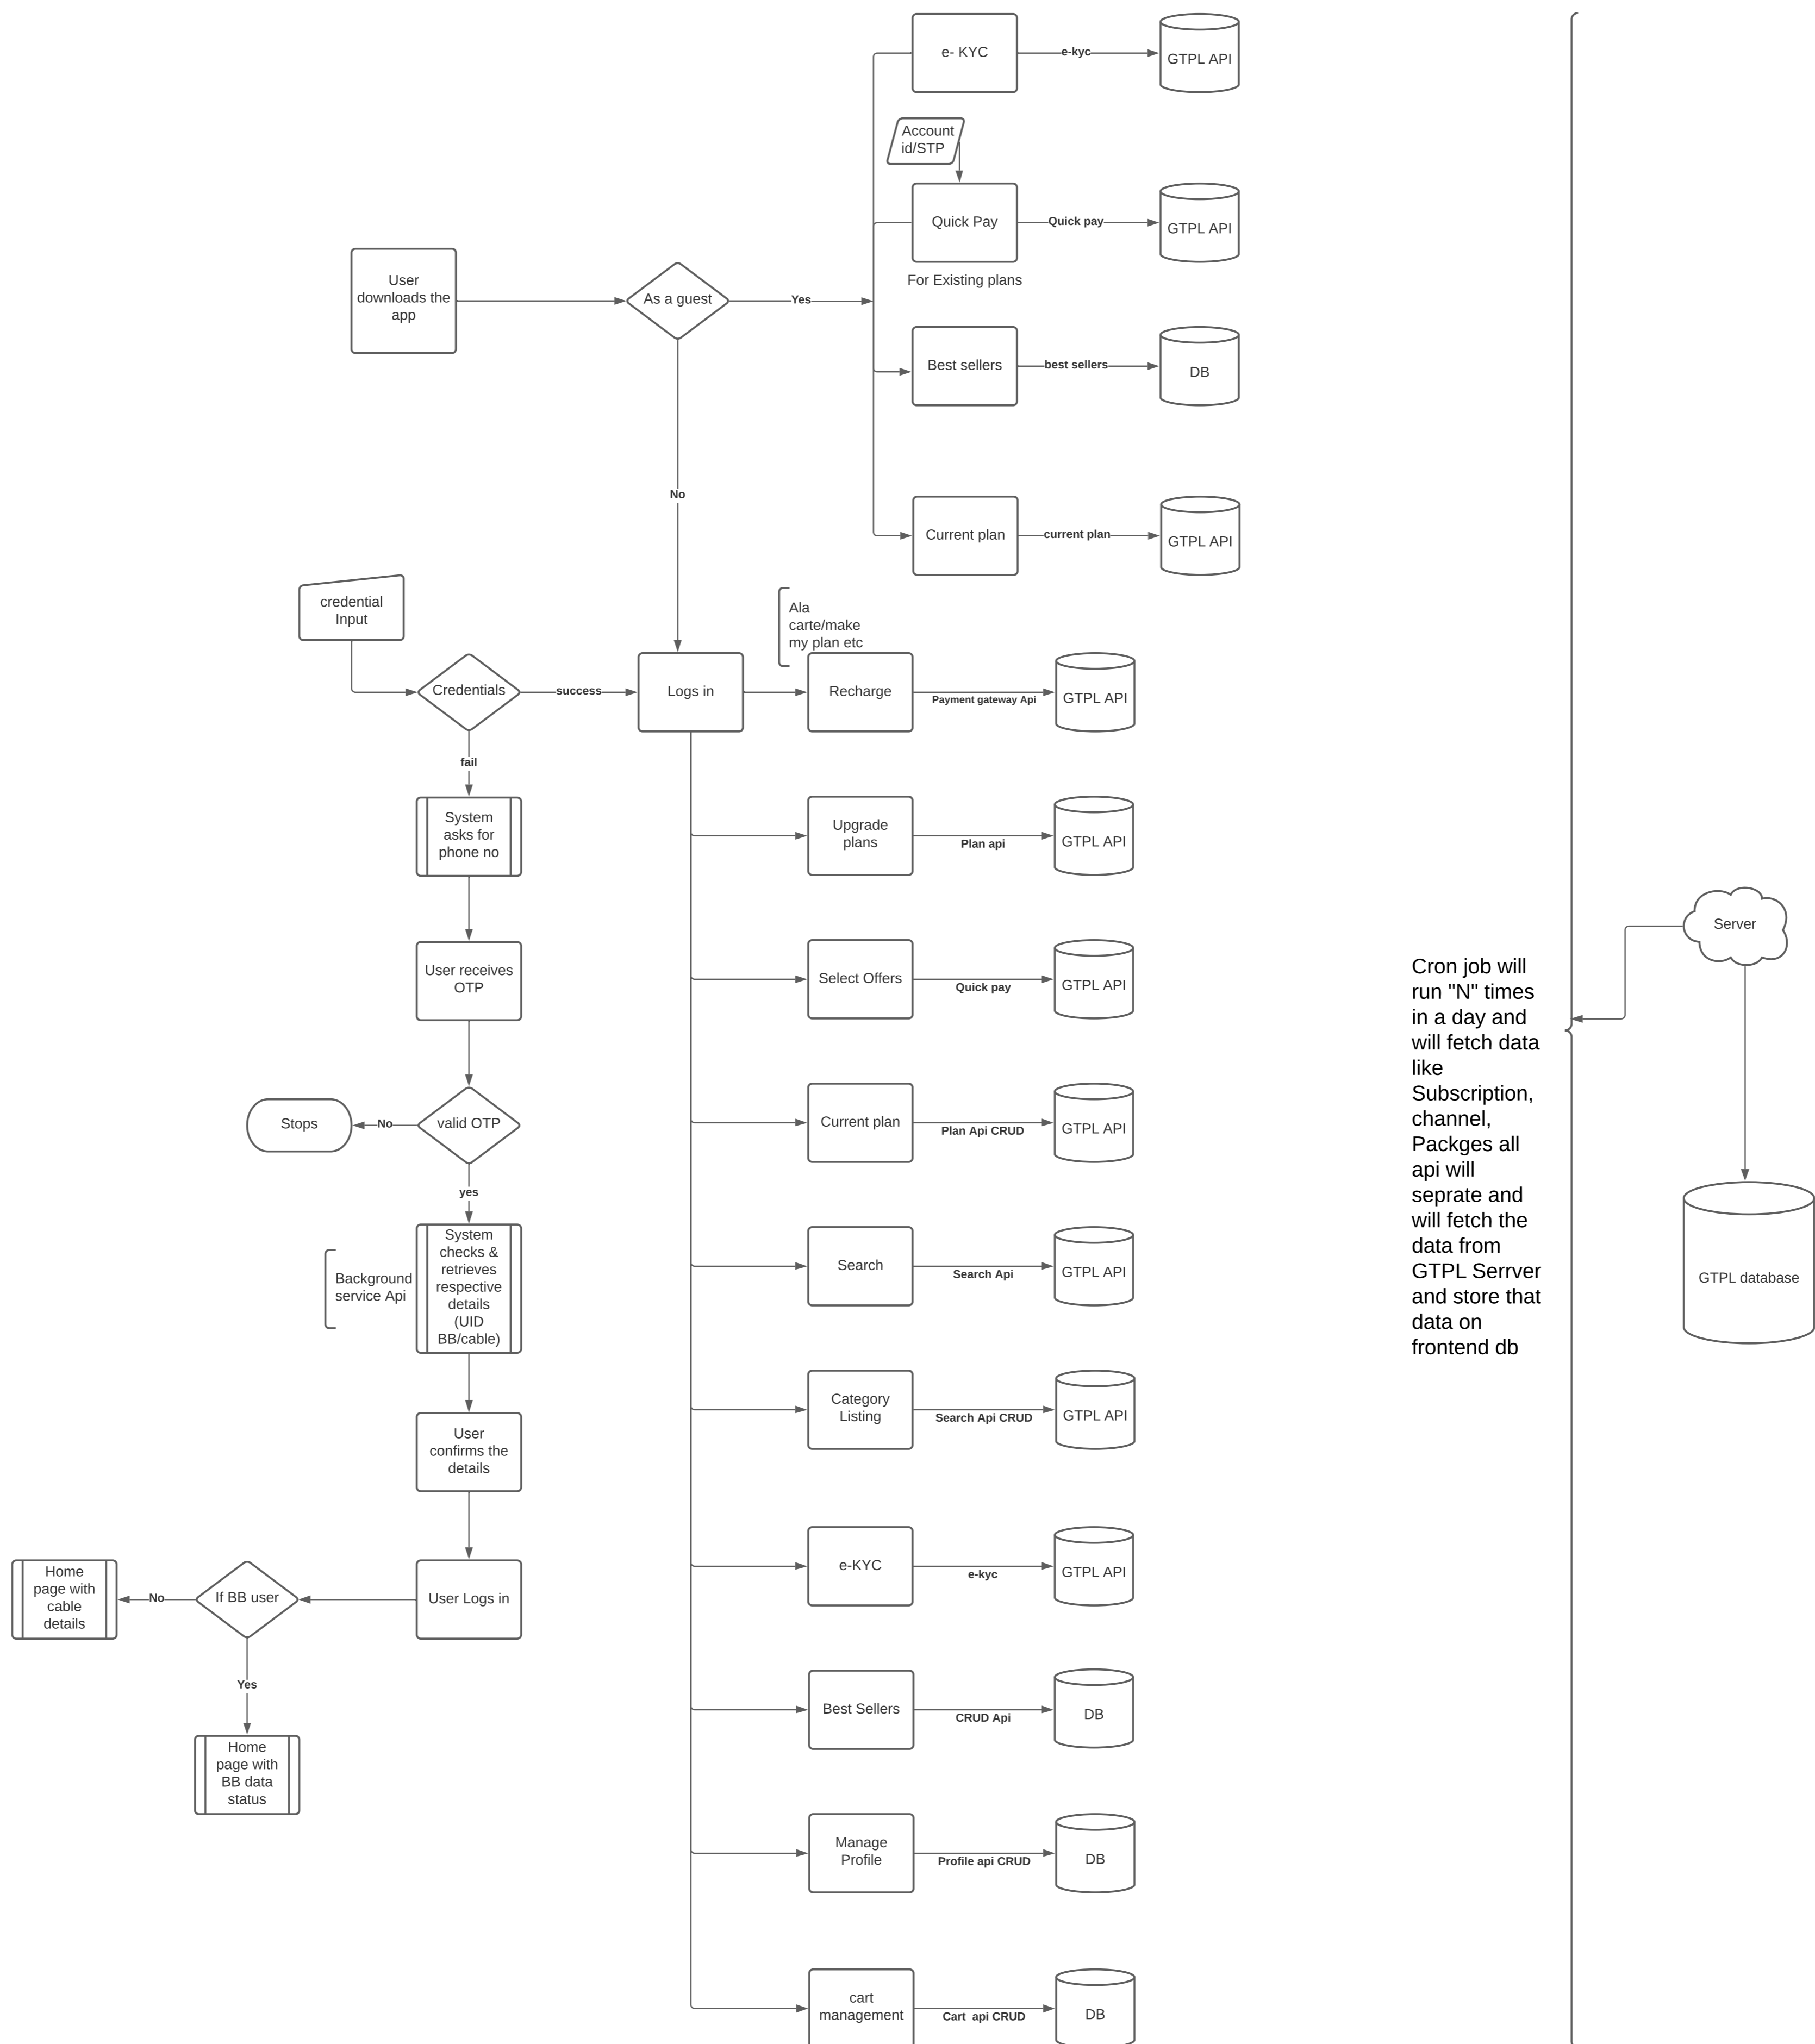 e- KYC
e-kyc
GTPL API
Account
id/STP
Quick Pay
Quick pay
GTPL API
For Existing plans
User
downloads the
app
As a guest
Yes
Best sellers
best sellers
DB
No
Current plan
current plan
GTPL API
credential
Input
Ala
carte/make
my plan etc
Credentials
success
Logs in
Recharge
Payment gateway Api
GTPL API
fail
System
asks for
phone no
Upgrade
plans
Plan api
GTPL API
User receives
OTP
Select Offers
Quick pay
GTPL API
Stops
No
valid OTP
Current plan
Plan Api CRUD
GTPL API
yes
Background
service Api
System
checks &
retrieves
respective
details
(UID
BB/cable)
Search
Search Api
GTPL API
User
confirms the
details
Category
Listing
Search Api CRUD
GTPL API
Home
page with
cable
details
No
If BB user
User Logs in
e-KYC
e-kyc
GTPL API
Yes
Home
page with
BB data
status
Best Sellers
CRUD Api
DB
Manage
Profile
Profile api CRUD
DB
cart
management
Cart  api CRUD
DB
Cron job will
run "N" times
in a day and
will fetch data
like
Subscription,
channel,
Packges all
api will
seprate and
will fetch the
data from
GTPL Serrver
and store that
data on
frontend db
Server
GTPL database